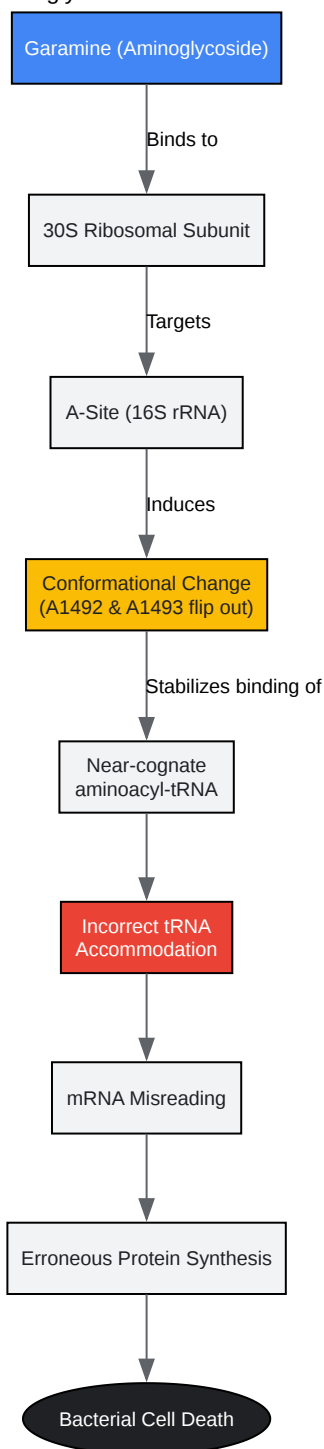 Garamine (Aminoglycoside)
Binds to
30S Ribosomal Subunit
Targets
A-Site (16S rRNA)
Induces
Conformational Change
(A1492 & A1493 flip out)
Stabilizes binding of
Near-cognate
aminoacyl-tRNA
Incorrect tRNA
Accommodation
mRNA Misreading
Erroneous Protein Synthesis
Bacterial Cell Death